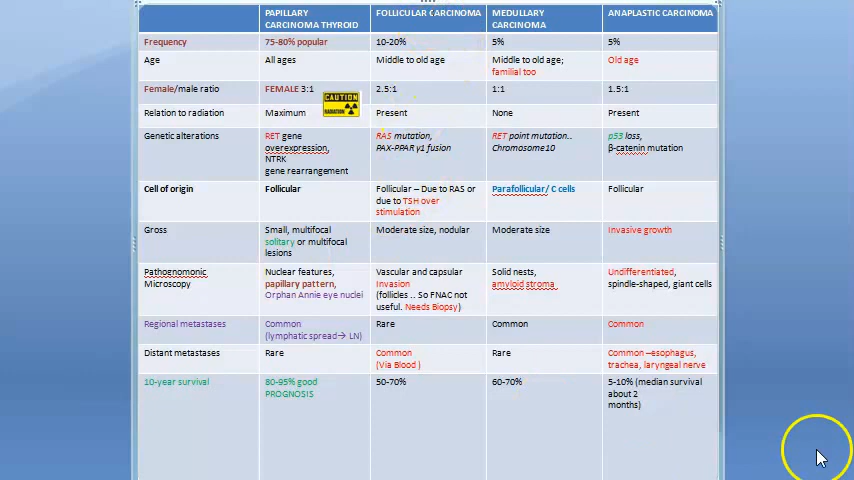 PAPILLARY CARCINOMA THYROID
FOLLICULAR CARCINOMA
MEDULLARY CARCINOMA
ANAPLASTIC CARCINOMA
Frequency
75-80% popular
10-20%
5%
5%
Age
All ages
Middle to old age
Middle to old age;
familial too
Old age
Female/male ratio
FEMALE 3:1
2.5:1
1:1
1.5:1
CAUTION
RADIATION
Relation to radiation
Maximum
Present
None
Present
Genetic alterations
RET gene
overexpression,
NTRK
gene rearrangement
RAS mutation,
PAX-PPAR γ1 fusion
RET point mutation..
Chromosome10
p53 loss,
β-catenin mutation
Cell of origin
Follicular
Follicular – Due to RAS or
due to TSH over
stimulation
Parafollicular/ C cells
Follicular
Gross
Small, multifocal
solitary or multifocal
lesions
Moderate size, nodular
Moderate size
Invasive growth
Pathognomonic
Microscopy
Nuclear features,
papillary pattern,
Orphan Annie eye nuclei
Vascular and capsular
Invasion
(follicles .. So FNAC not
useful. Needs Biopsy)
Solid nests,
amyloid stroma
Undifferentiated,
spindle-shaped, giant cells
Regional metastases
Common
(lymphatic spread→ LN)
Rare
Common
Common
Distant metastases
Rare
Common
(Via Blood )
Rare
Common –esophagus,
trachea, laryngeal nerve
10-year survival
80-95% good
PROGNOSIS
50-70%
60-70%
5-10% (median survival
about 2
months)